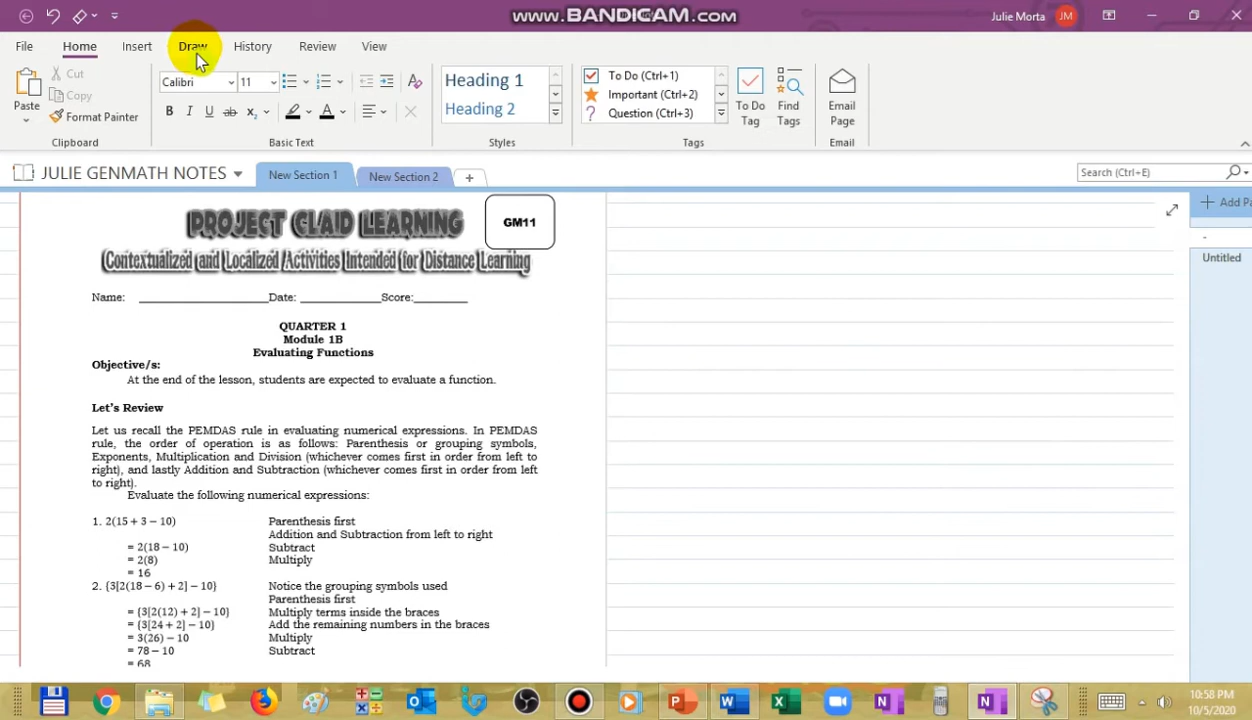 www.BANDICAM.com
Julie Morta JM
File Home Insert Draw History Review View
Paste Cut Copy Format Painter
Calibri 11
B I U ab x₂ A
Heading 1
Heading 2
To Do (Ctrl+1)
Important (Ctrl+2)
Question (Ctrl+3)
To Do Tag
Find Tags
Email Page
Clipboard Basic Text Styles Tags Email
JULIE GENMATH NOTES New Section 1 New Section 2 Search (Ctrl+E)
Add Pa
Untitled
PROJECT CLAID LEARNING GM11
Contextualized and Localized Activities Intended for Distance Learning
Name: ____________________Date: _____________Score:_________
QUARTER 1
Module 1B
Evaluating Functions
Objective/s:
At the end of the lesson, students are expected to evaluate a function.
Let's Review
Let us recall the PEMDAS rule in evaluating numerical expressions. In PEMDAS
rule, the order of operation is as follows: Parenthesis or grouping symbols,
Exponents, Multiplication and Division (whichever comes first in order from left to
right), and lastly Addition and Subtraction (whichever comes first in order from left
to right).
Evaluate the following numerical expressions:
1. 2(15 + 3 – 10) Parenthesis first
Addition and Subtraction from left to right
= 2(18 – 10) Subtract
= 2(8) Multiply
= 16
2. {3[2(18 – 6) + 2] – 10} Notice the grouping symbols used
Parenthesis first
= {3[2(12) + 2] – 10} Multiply terms inside the braces
= {3[24 + 2] – 10} Add the remaining numbers in the braces
= 3(26) – 10 Multiply
= 78 – 10 Subtract
= 68
10:58 PM
10/5/2020